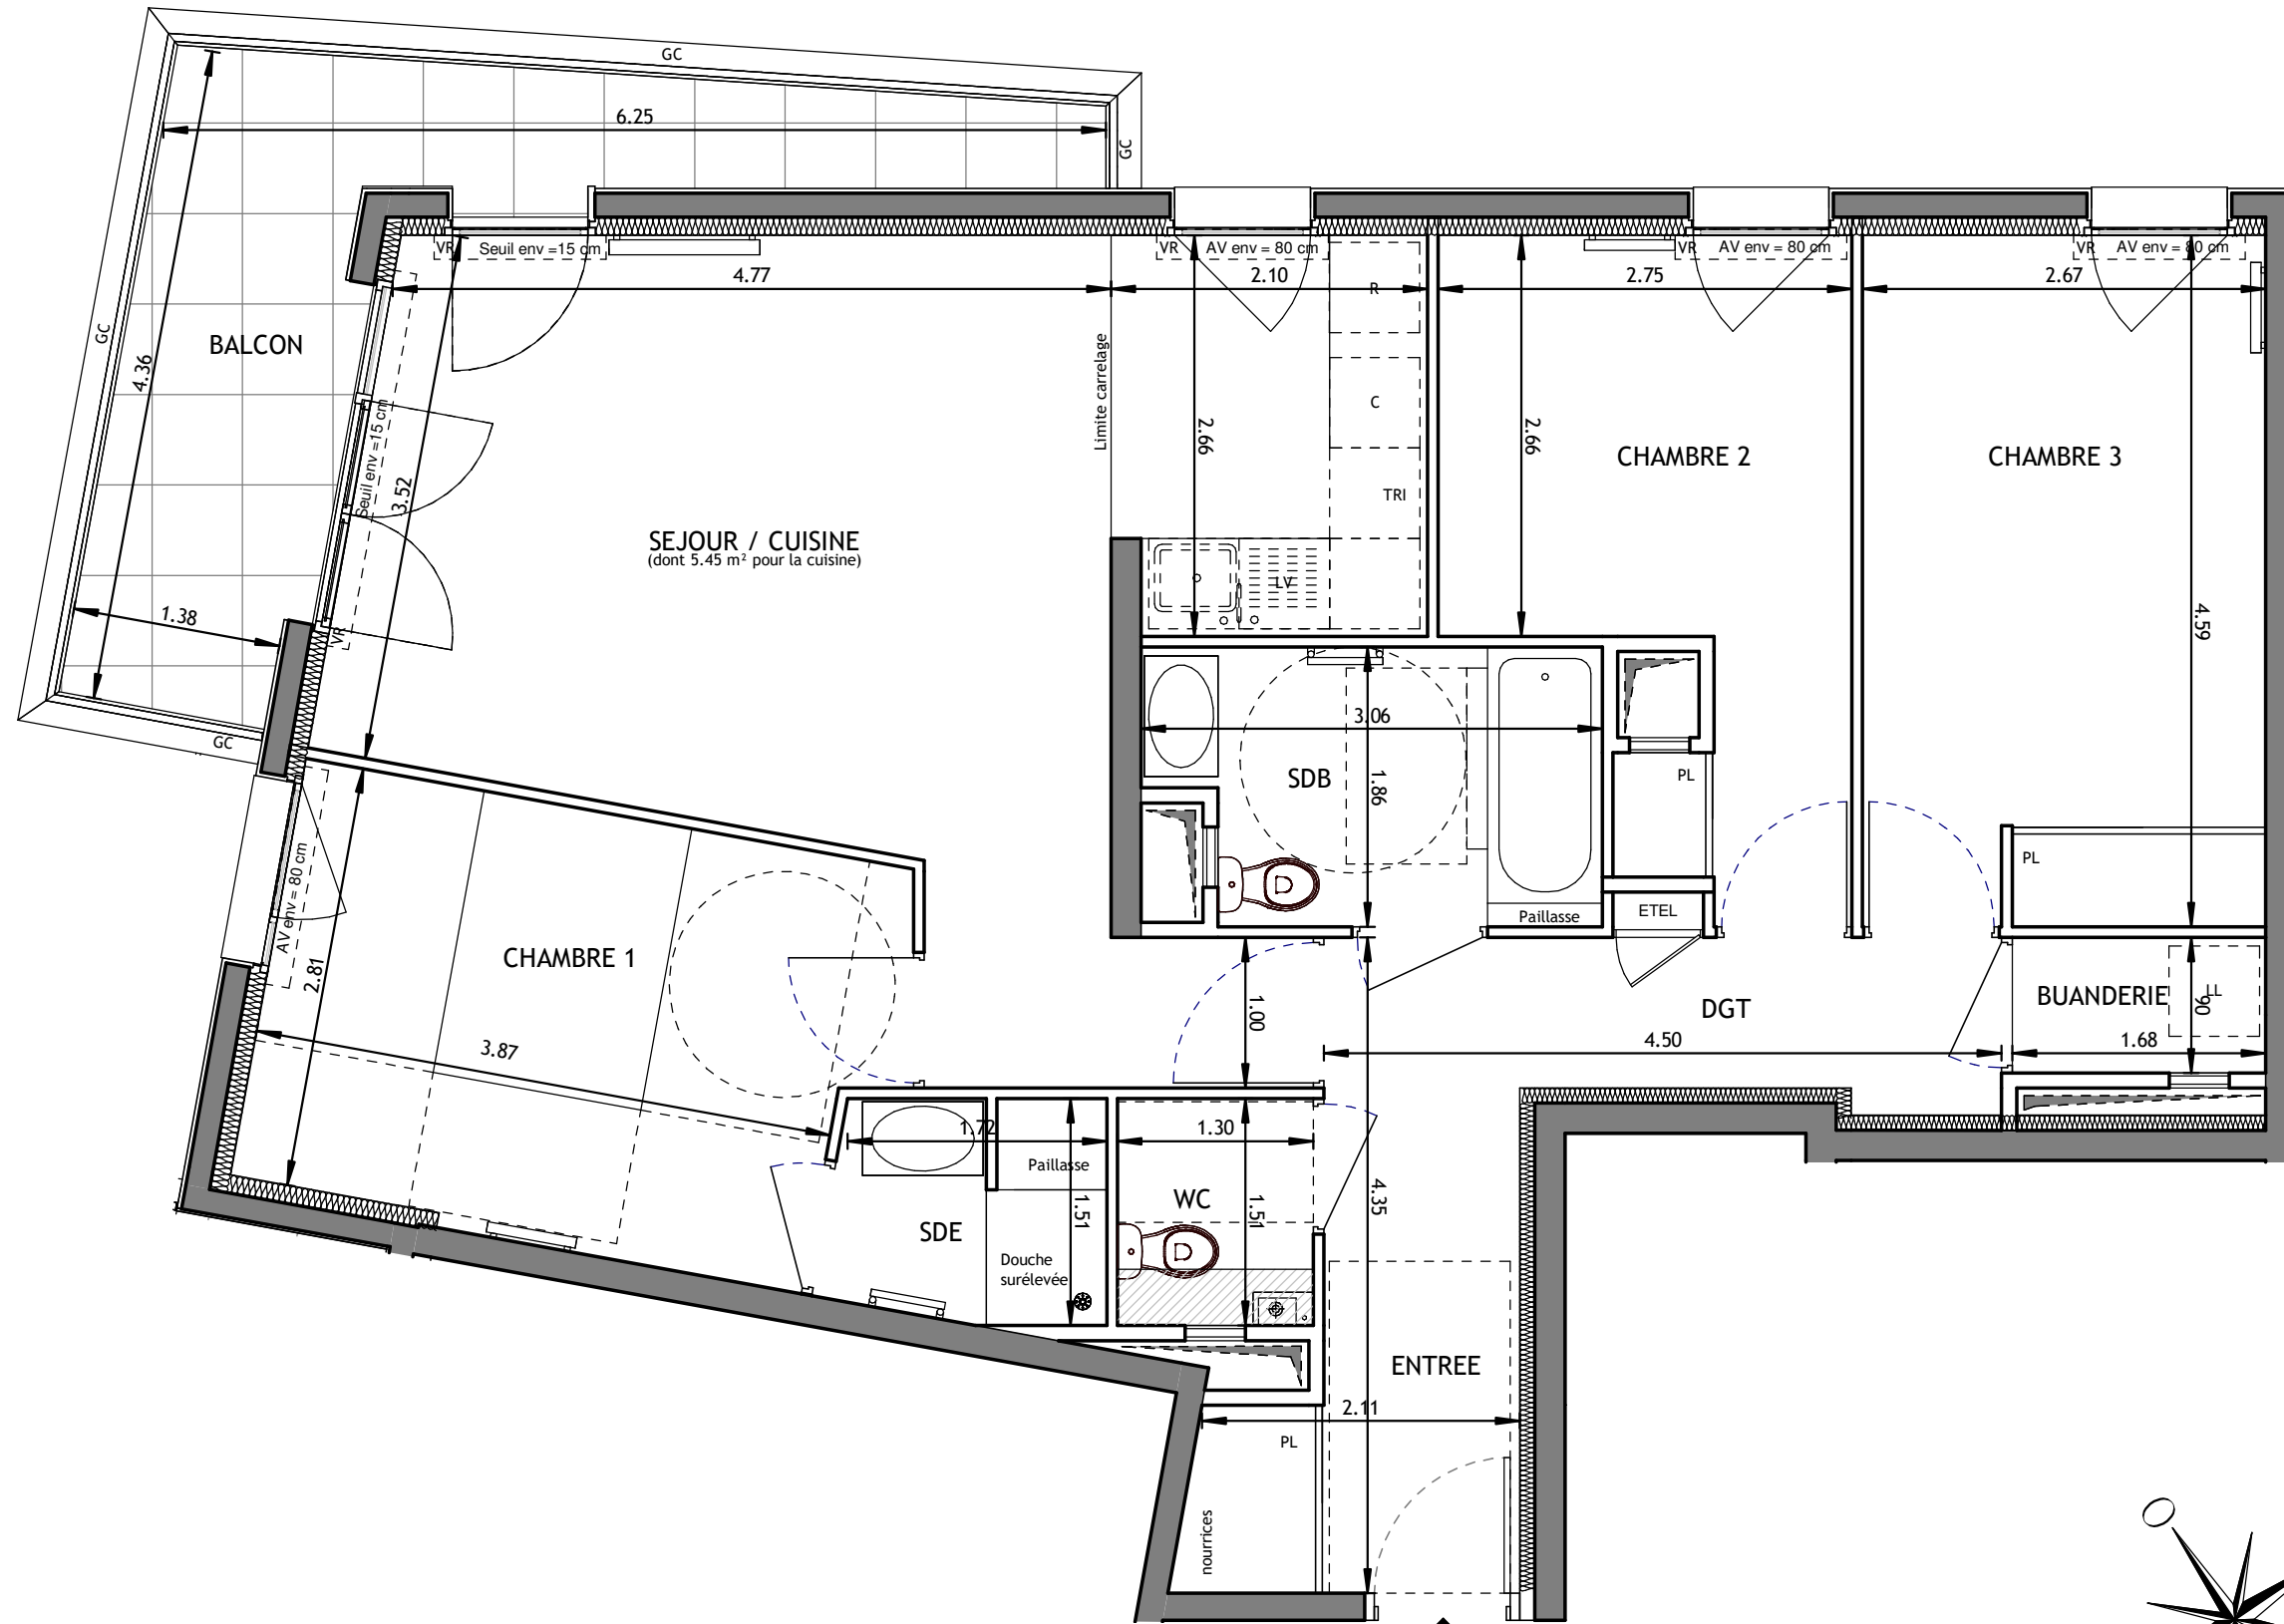 GC
6.25
GC
VR
Seuil env =15 cm
VR
AV env = 80 cm
VR
AV env = 80 cm
VR
AV env = 80 cm
4.77
2.10
2.75
2.67
R
GC
BALCON
4.36
Limite carrelage
C
2.66
2.66
CHAMBRE 2
CHAMBRE 3
Seuil env =15 cm
3.52
TRI
SEJOUR / CUISINE
(dont 5.45 m² pour la cuisine)
LV
1.38
VR
4.59
3.06
GC
SDB
1.86
PL
PL
AV env = 80 cm
Paillasse
ETEL
CHAMBRE 1
2.81
1.00
DGT
BUANDERIE
LL
90
3.87
4.50
1.68
1.72
1.30
Paillasse
WC
1.51
1.51
4.35
SDE
Douche
surélevée
ENTREE
2.11
PL
nourrices